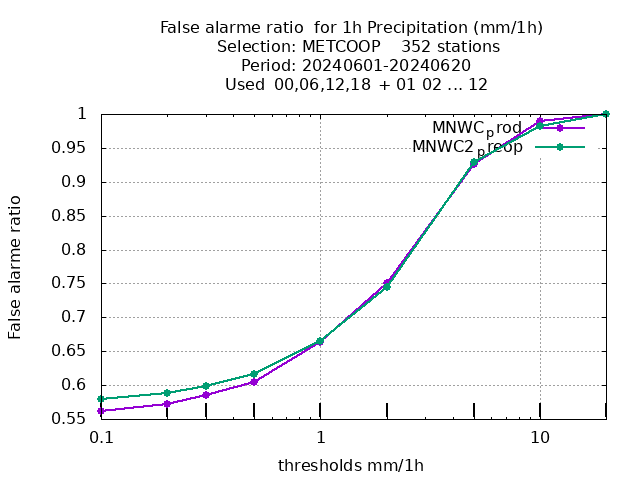 False alarme ratio  for 1h Precipitation (mm/1h)
Selection: METCOOP    352 stations
Period: 20240601-20240620
Used  00,06,12,18 + 01 02 ... 12
MNWC_prod
MNWC2_preop
1
0.95
0.9
0.85
0.8
0.75
0.7
0.65
0.6
0.55
False alarme ratio
0.1
1
10
thresholds mm/1h